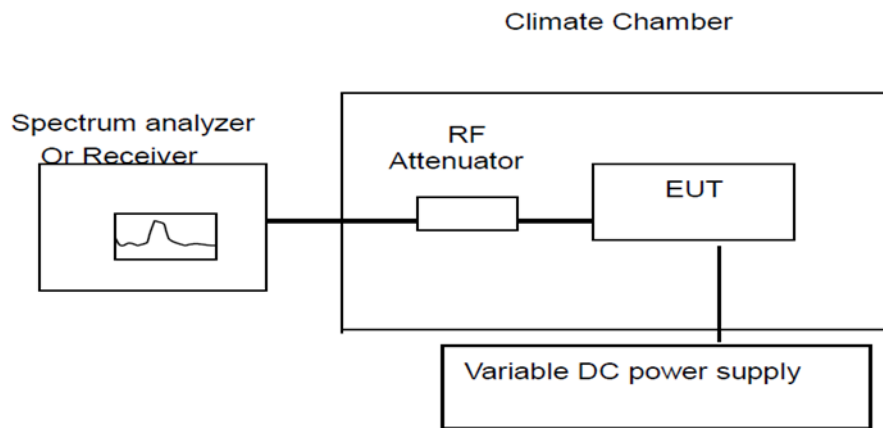 Climate Chamber
Spectrum analyzer
Or Receiver
RF
Attenuator
EUT
Variable DC power supply